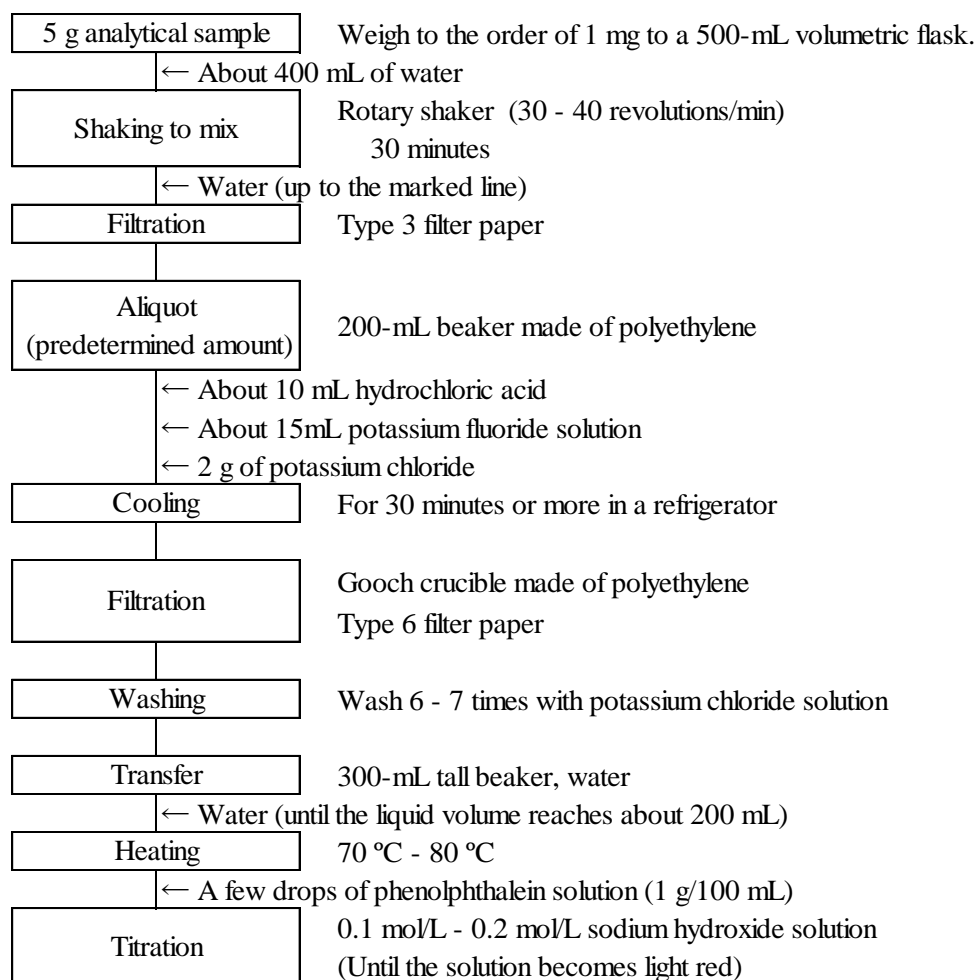 5 g analytical sample
Weigh to the order of 1 mg to a 500-mL volumetric flask.
← About 400 mL of water
Shaking to mix
Rotary shaker (30 - 40 revolutions/min)
30 minutes
← Water (up to the marked line)
Filtration
Type 3 filter paper
Aliquot
(predetermined amount)
200-mL beaker made of polyethylene
← About 10 mL hydrochloric acid
← About 15mL potassium fluoride solution
← 2 g of potassium chloride
Cooling
For 30 minutes or more in a refrigerator
Filtration
Gooch crucible made of polyethylene
Type 6 filter paper
Washing
Wash 6 - 7 times with potassium chloride solution
Transfer
300-mL tall beaker, water
← Water (until the liquid volume reaches about 200 mL)
Heating
70 ºC - 80 ºC
← A few drops of phenolphthalein solution (1 g/100 mL)
Titration
0.1 mol/L - 0.2 mol/L sodium hydroxide solution
(Until the solution becomes light red)